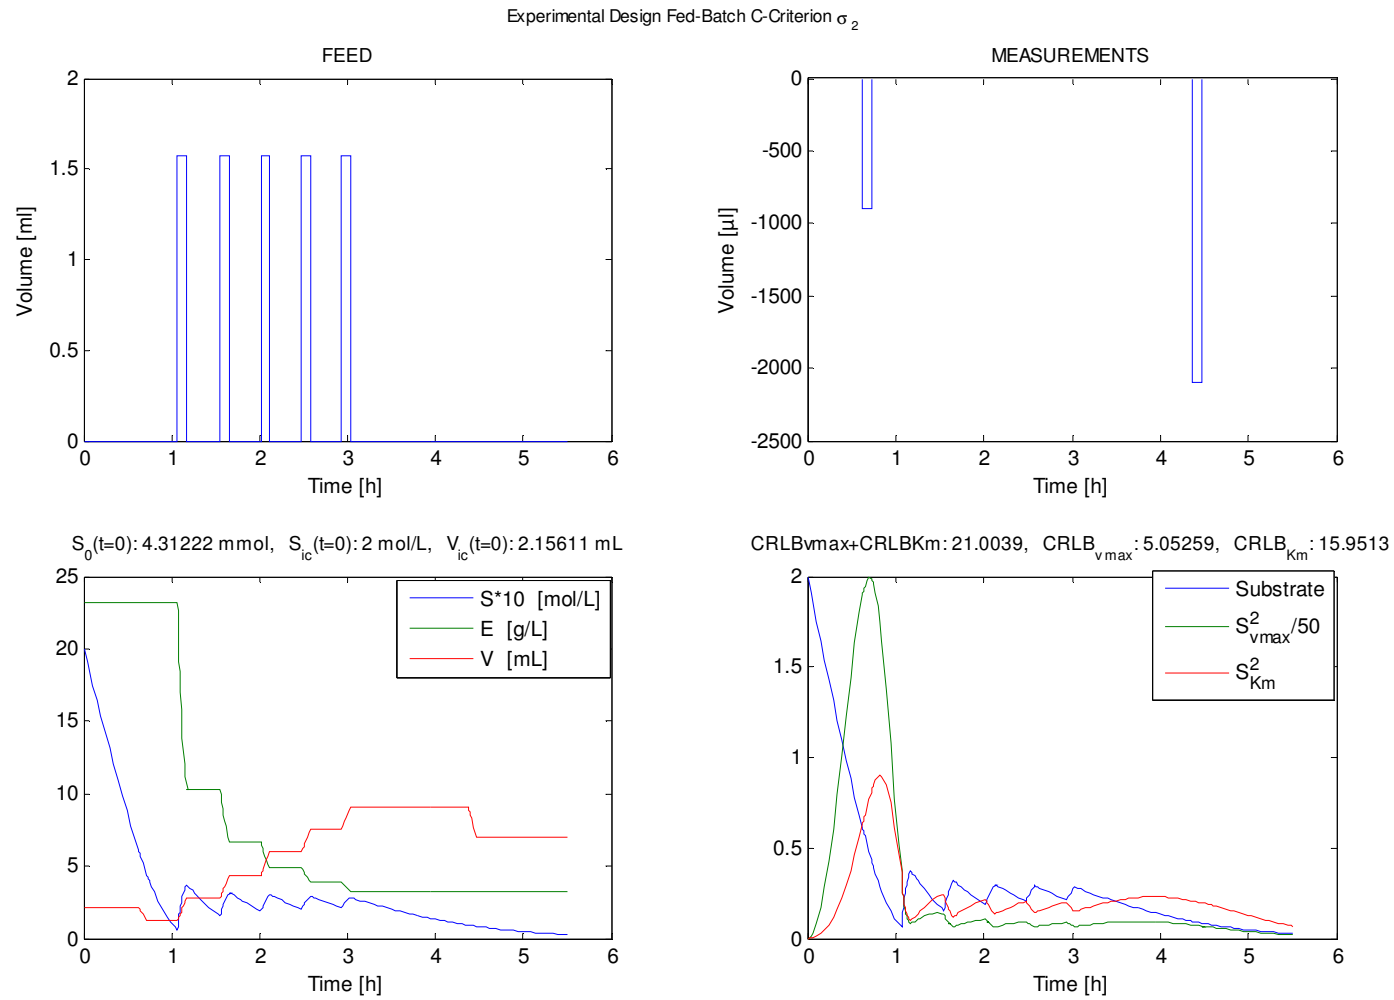 Experimental Design Fed-Batch C-Criterion σ2
FEED
2
1.5
1
0.5
0
Volume [ml]
0 1 2 3 4 5 6
Time [h]
MEASUREMENTS
0
-500
-1000
-1500
-2000
-2500
Volume [µl]
0 1 2 3 4 5 6
Time [h]
S0(t=0): 4.31222 mmol, Sic(t=0): 2 mol/L, Vic(t=0): 2.15611 mL
25
20
15
10
5
0
S*10 [mol/L]
E [g/L]
V [mL]
0 1 2 3 4 5 6
Time [h]
CRLBvmax+CRLBKm: 21.0039, CRLBvmax: 5.05259, CRLBKm: 15.9513
2
1.5
1
0.5
0
Substrate
S2vmax/50
S2Km
0 1 2 3 4 5 6
Time [h]